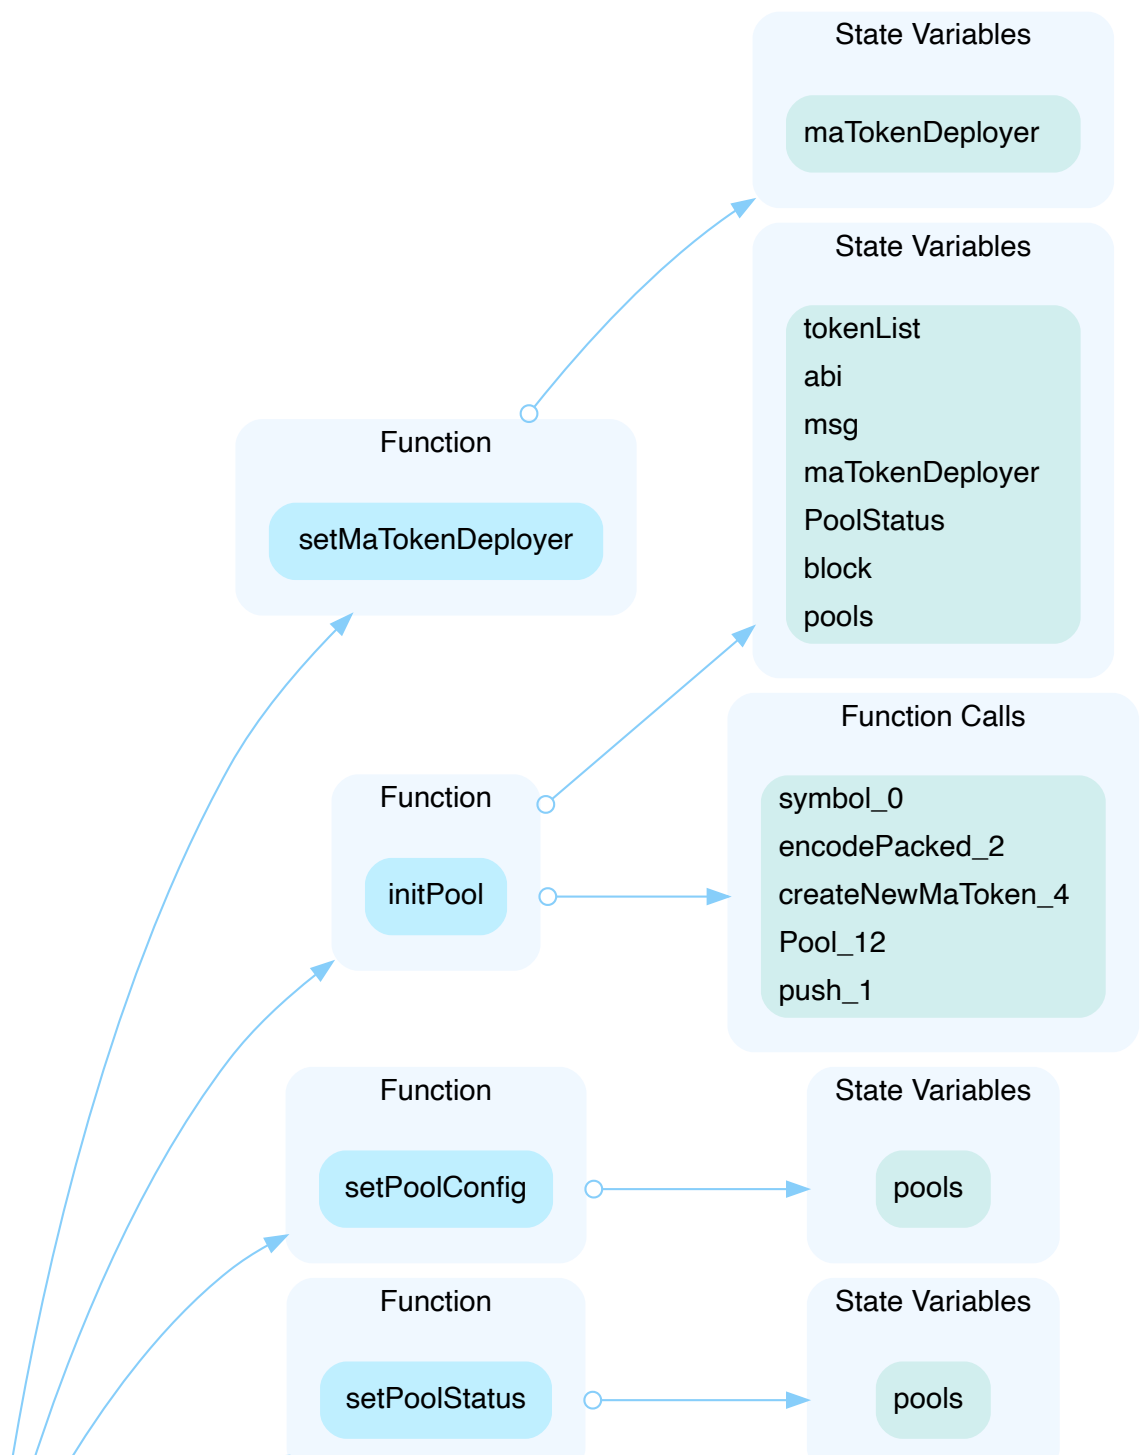 State Variables
maTokenDeployer
State Variables
tokenList
abi
msg
maTokenDeployer
PoolStatus
block
pools
Function
setMaTokenDeployer
Function Calls
symbol_0
encodePacked_2
createNewMaToken_4
Pool_12
push_1
Function
initPool
Function
setPoolConfig
State Variables
pools
Function
setPoolStatus
State Variables
pools